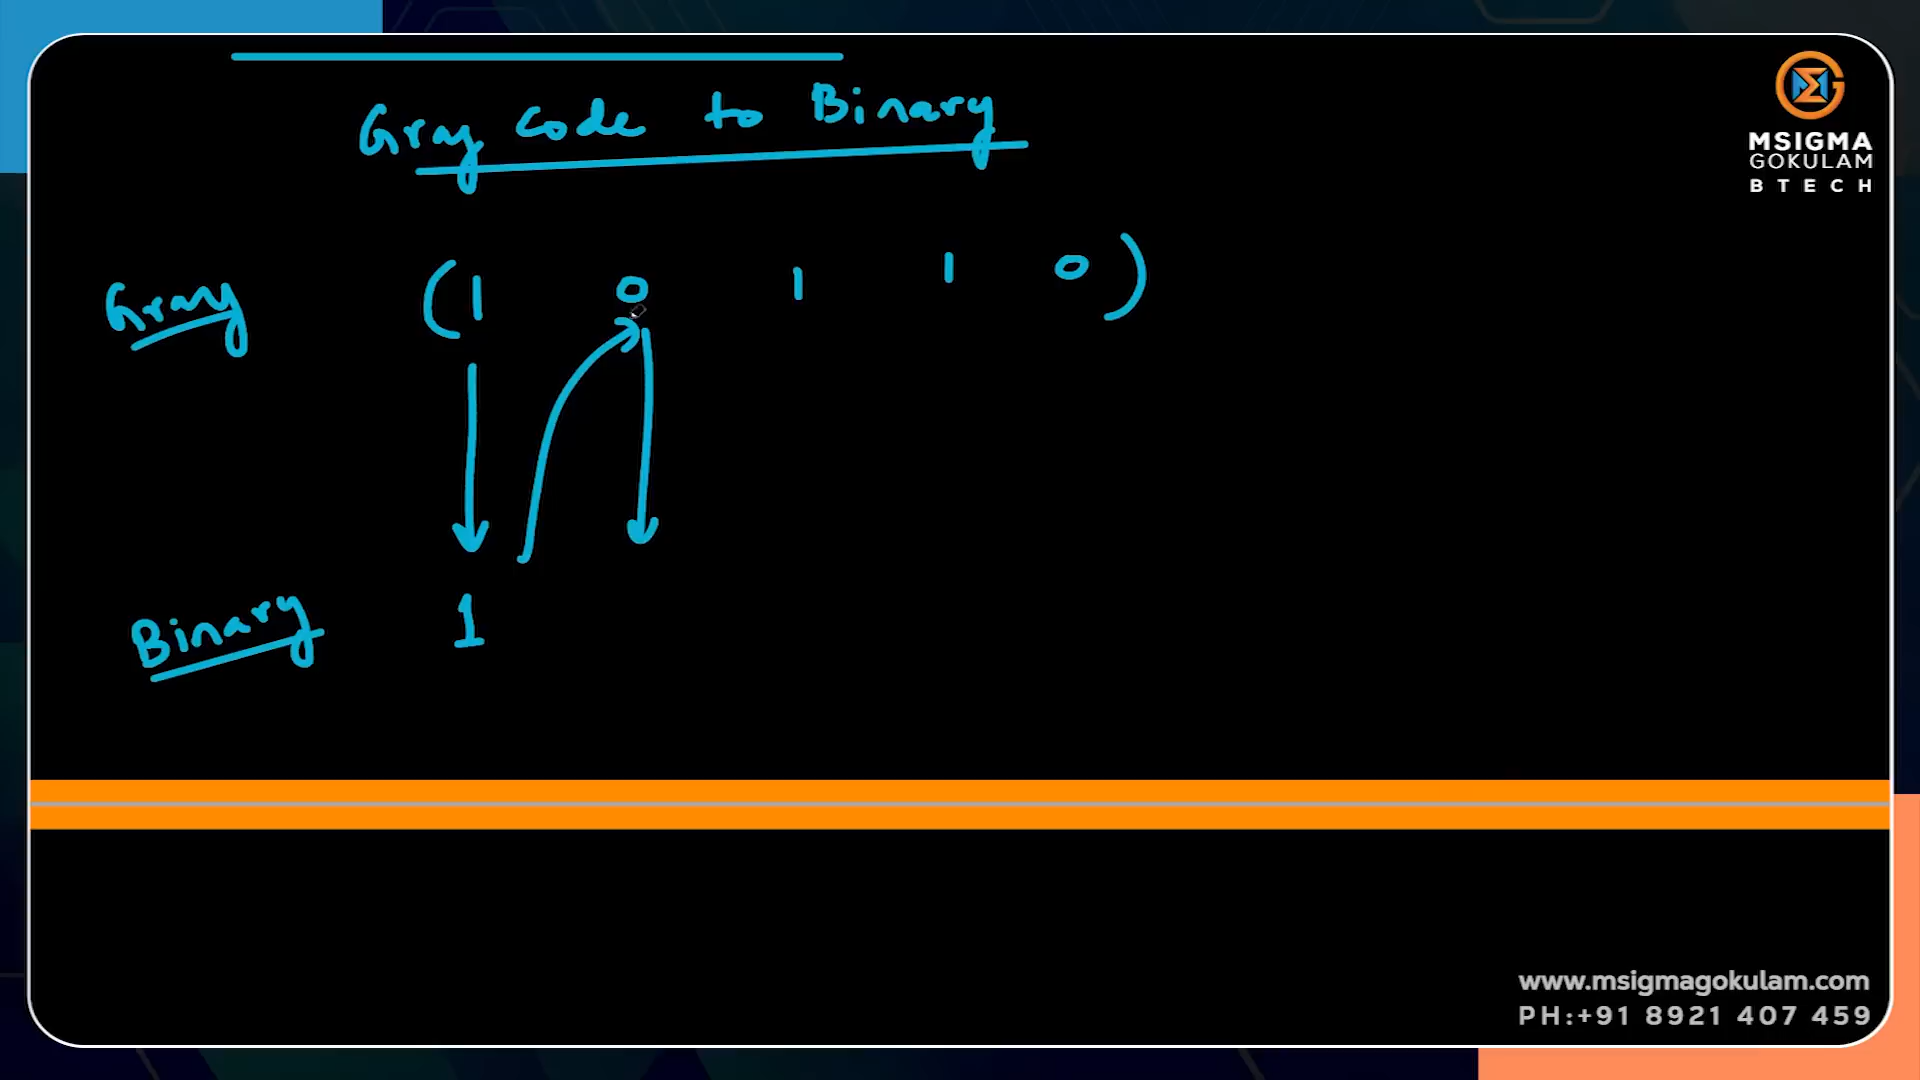 MSIGMA
GOKULAM
BTECH
Gray Code to Binary
Gray (1 0 1 1 0)
Binary 1
www.msigmagokulam.com
PH:+91 8921 407 459